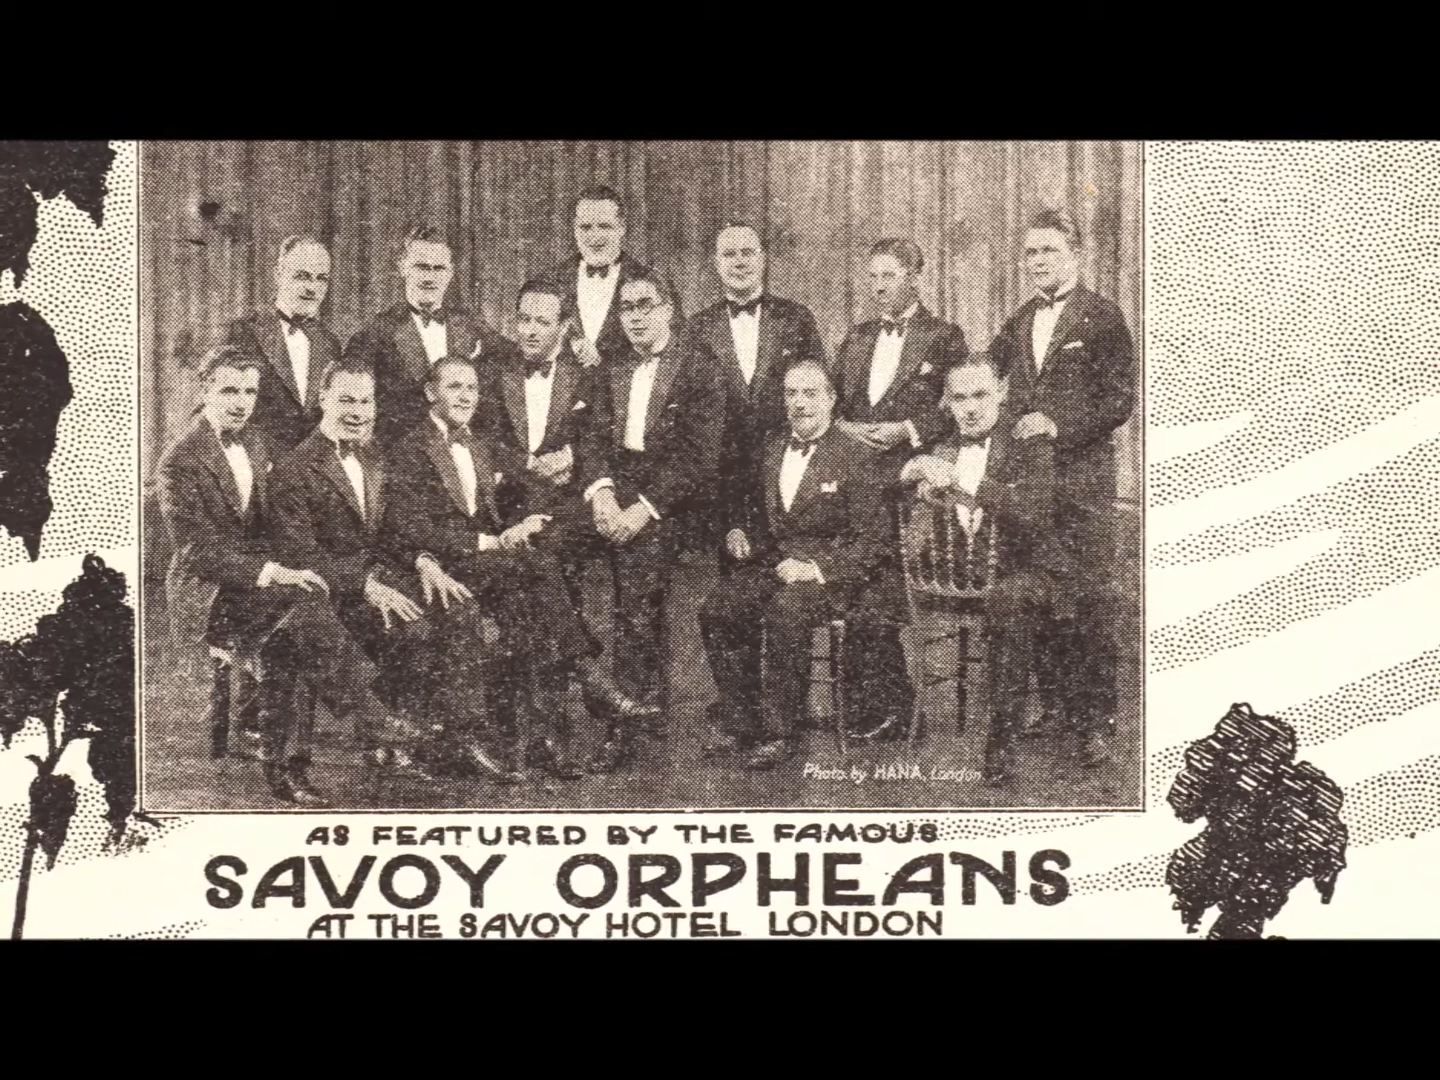 Photo by HANA, London
AS FEATURED BY THE FAMOUS
SAVOY ORPHEANS
AT THE SAVOY HOTEL LONDON